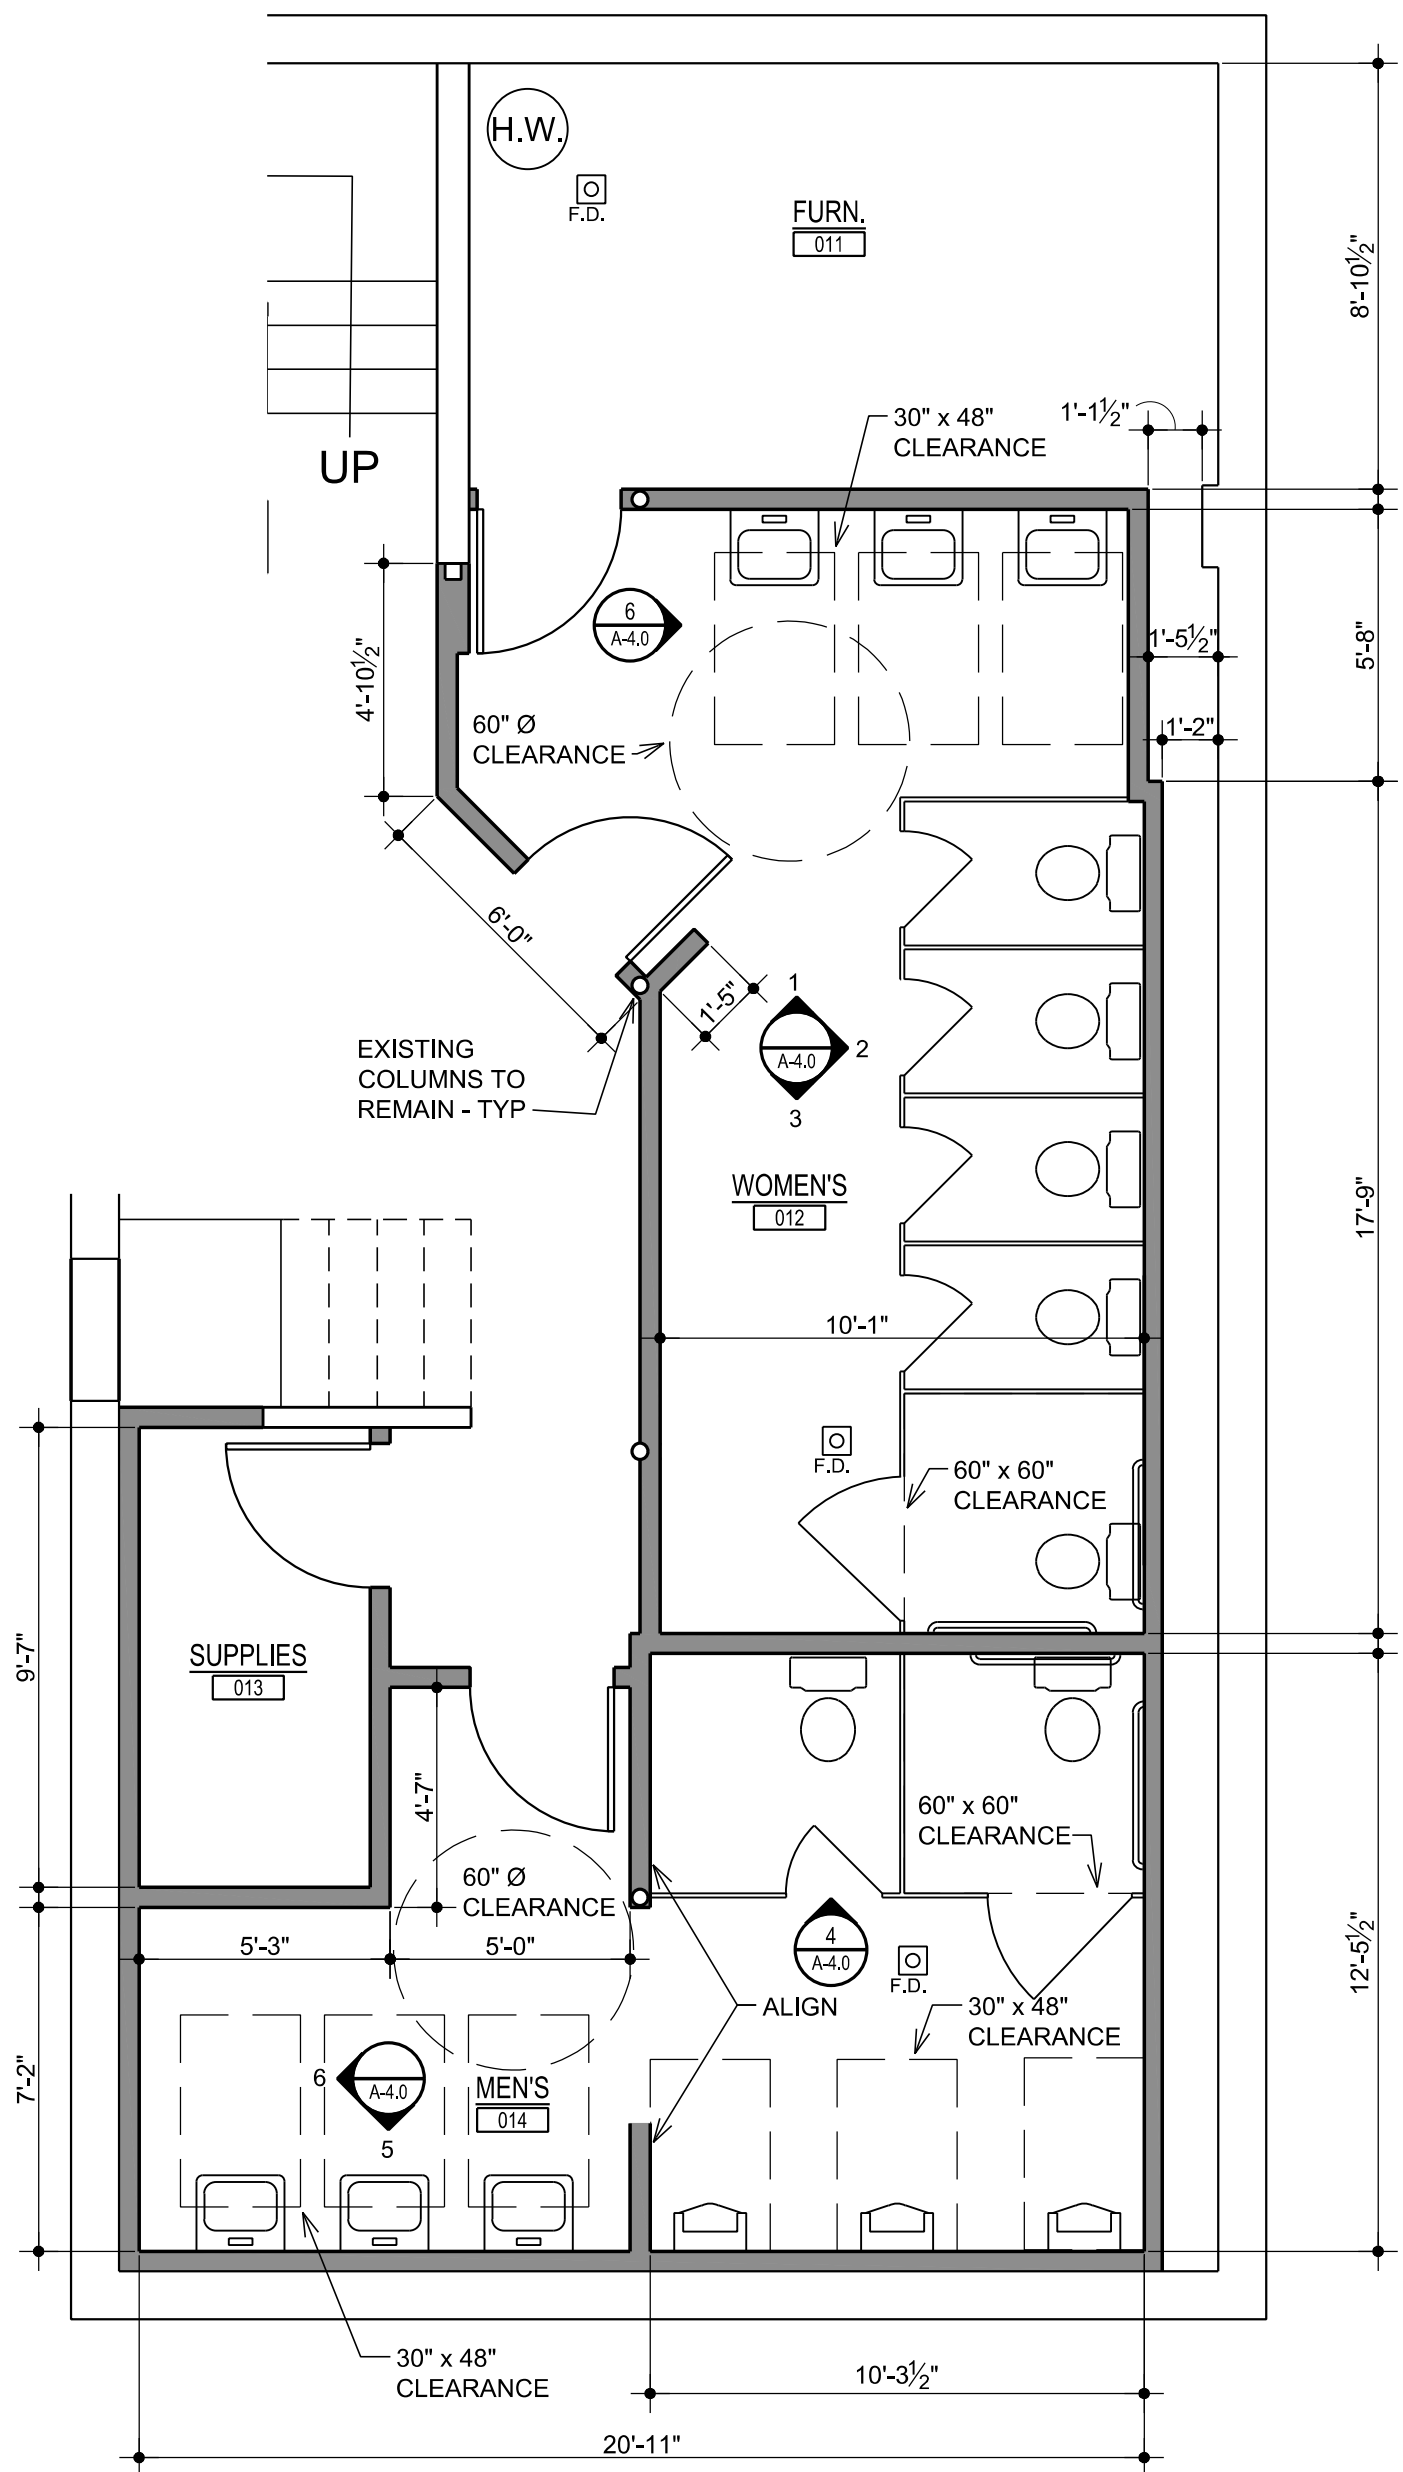 H.W.
F.D.
FURN.
011
8'-10½"
UP
30" x 48"
CLEARANCE
1'-1½"
6
A-4.0
4'-10½"
1'-5½"
5'-8"
60" Ø
CLEARANCE
1'-2"
6'-0"
1'-5"
1
2
A-4.0
3
EXISTING
COLUMNS TO
REMAIN - TYP
WOMEN'S
012
17'-9"
10'-1"
F.D.
60" x 60"
CLEARANCE
9'-7"
SUPPLIES
013
4'-7"
60" x 60"
CLEARANCE
60" Ø
CLEARANCE
5'-3"
5'-0"
4
A-4.0
F.D.
12'-5½"
ALIGN
30" x 48"
CLEARANCE
7'-2"
6
A-4.0
5
MEN'S
014
30" x 48"
CLEARANCE
10'-3½"
20'-11"